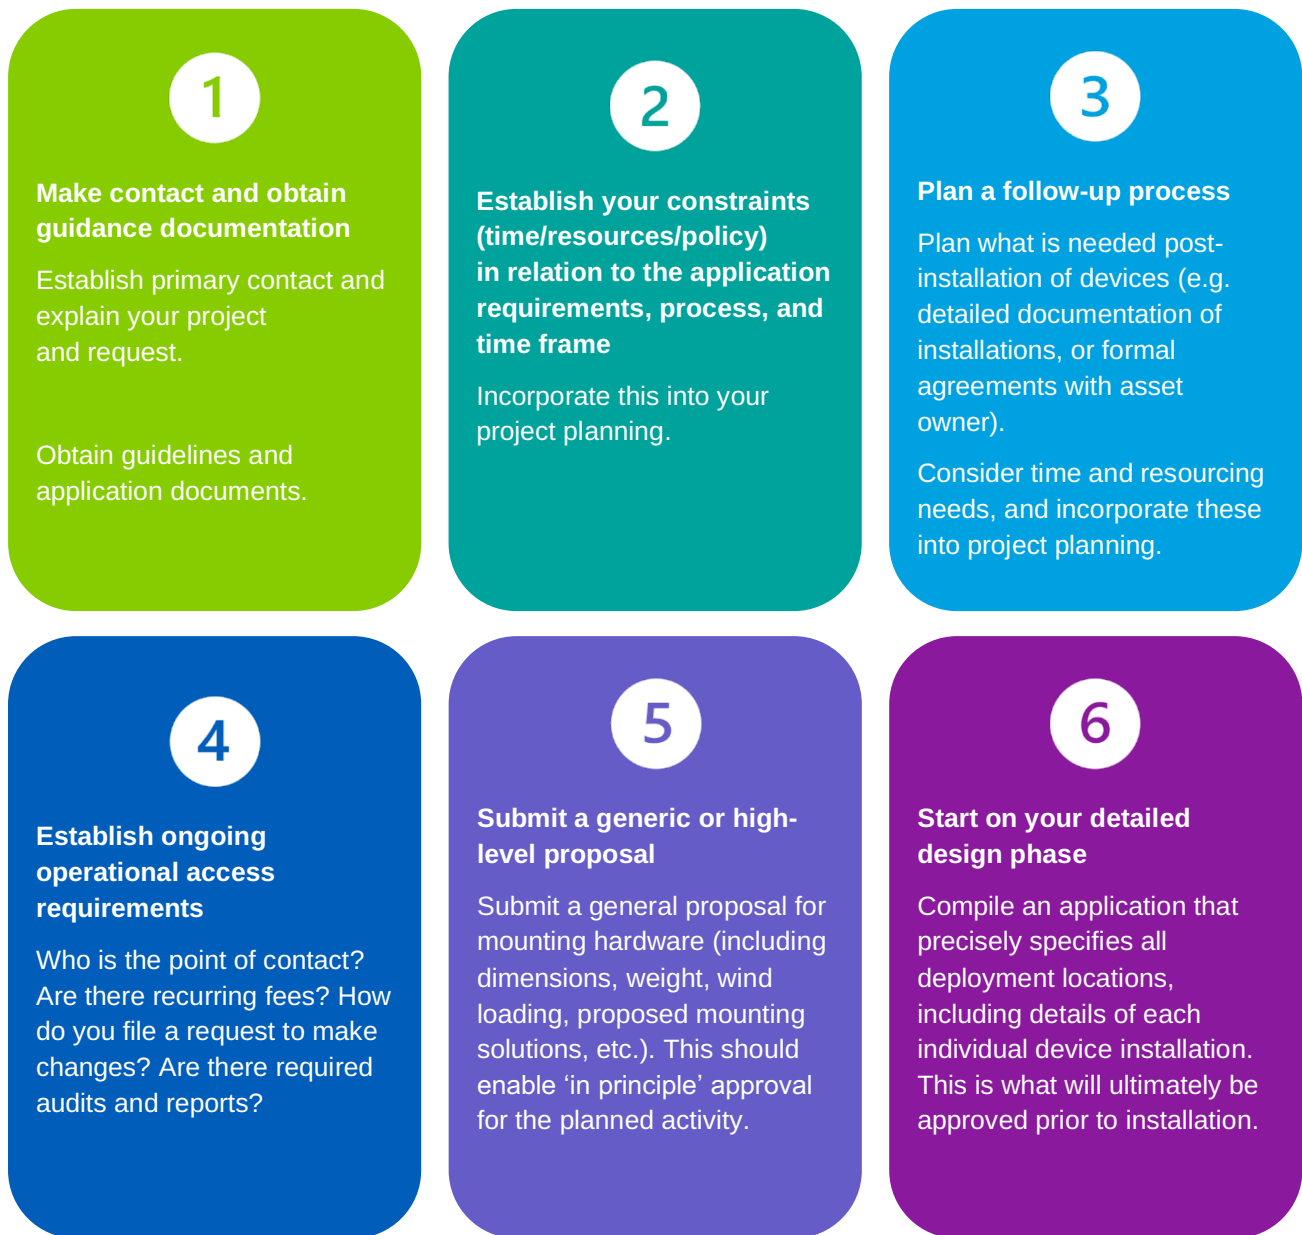 1
Make contact and obtain
guidance documentation
Establish primary contact and
explain your project
and request.
Obtain guidelines and
application documents.
2
Establish your constraints
(time/resources/policy)
in relation to the application
requirements, process, and
time frame
Incorporate this into your
project planning.
3
Plan a follow-up process
Plan what is needed post-
installation of devices (e.g.
detailed documentation of
installations, or formal
agreements with asset
owner).
Consider time and resourcing
needs, and incorporate these
into project planning.
4
Establish ongoing
operational access
requirements
Who is the point of contact?
Are there recurring fees? How
do you file a request to make
changes? Are there required
audits and reports?
5
Submit a generic or high-
level proposal
Submit a general proposal for
mounting hardware (including
dimensions, weight, wind
loading, proposed mounting
solutions, etc.). This should
enable ‘in principle’ approval
for the planned activity.
6
Start on your detailed
design phase
Compile an application that
precisely specifies all
deployment locations,
including details of each
individual device installation.
This is what will ultimately be
approved prior to installation.